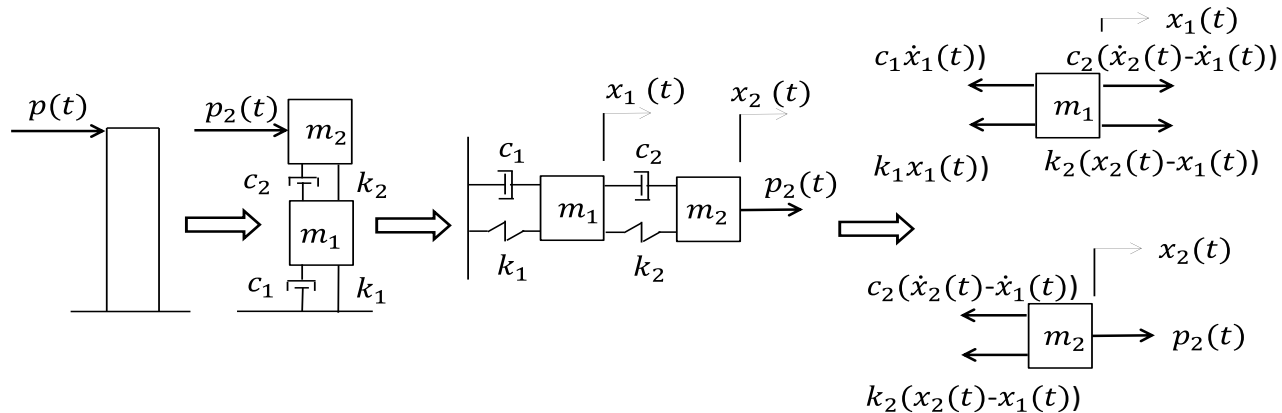 p(t)
p₂(t)
m₂
c₂
k₂
m₁
c₁
k₁
x₁ (t)
x₂ (t)
c₁
c₂
m₁
m₂
p₂(t)
k₁
k₂
x₁(t)
c₁ẋ₁(t))
c₂(ẋ₂(t)-ẋ₁(t))
m₁
k₁x₁(t))
k₂(x₂(t)-x₁(t))
x₂(t)
c₂(ẋ₂(t)-ẋ₁(t))
m₂
p₂(t)
k₂(x₂(t)-x₁(t))